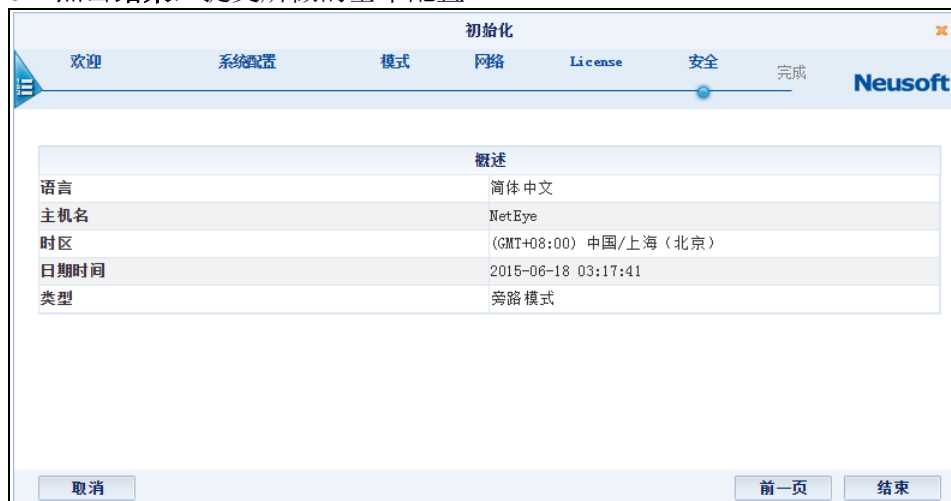 初始化
欢迎 系统配置 模式 网络 License 安全 完成
Neusoft
概述
语言 简体中文
主机名 NetEye
时区 (GMT+08:00) 中国/上海（北京）
日期时间 2015-06-18 03:17:41
类型 旁路模式
取消 前一页 结束